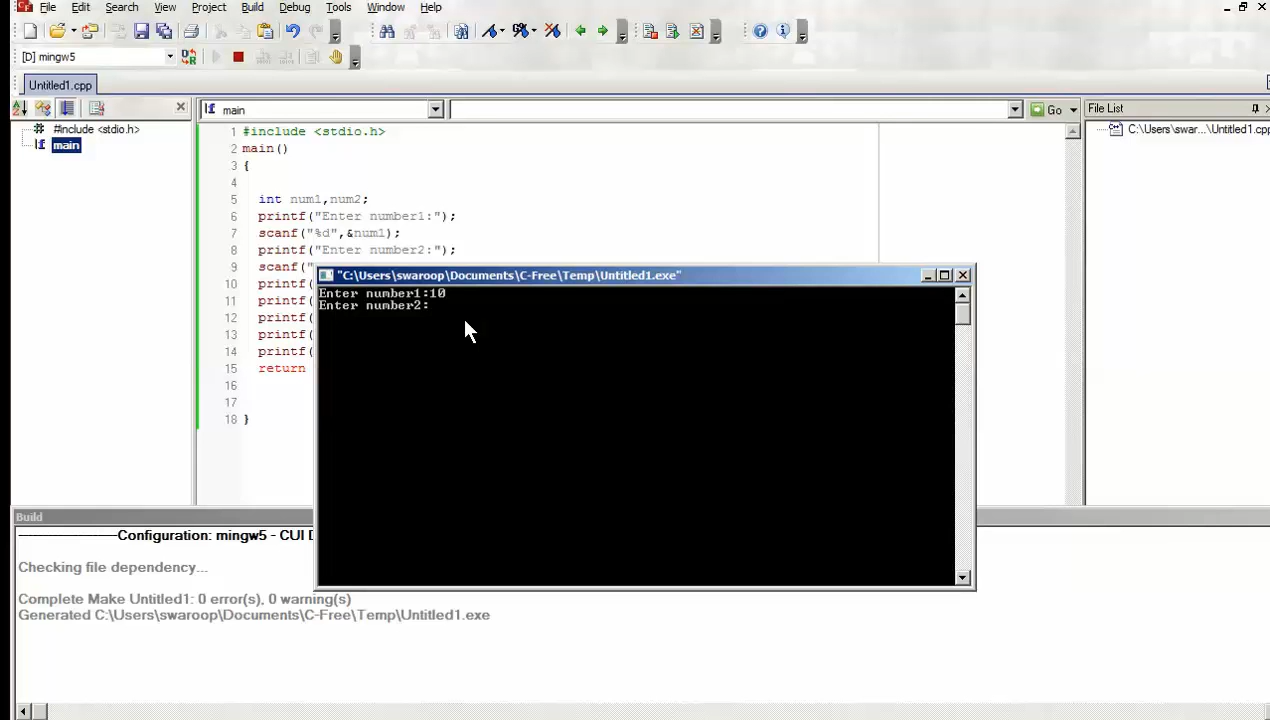 File Edit Search View Project Build Debug Tools Window Help
[D] mingw5
Untitled1.cpp
main
Go
File List
#include <stdio.h>
main
C:\Users\swar...\Untitled1.cpp
1 #include <stdio.h>
2 main()
3 {
4
5 int num1,num2;
6 printf("Enter number1:");
7 scanf("%d",&num1);
8 printf("Enter number2:");
9 scanf("
10 printf(
11 printf(
12 printf(
13 printf(
14 printf(
15 return
16
17
18 }
"C:\Users\swaroop\Documents\C-Free\Temp\Untitled1.exe"
Enter number1:10
Enter number2:
Build
Configuration: mingw5 - CUI D
Checking file dependency...
Complete Make Untitled1: 0 error(s), 0 warning(s)
Generated C:\Users\swaroop\Documents\C-Free\Temp\Untitled1.exe